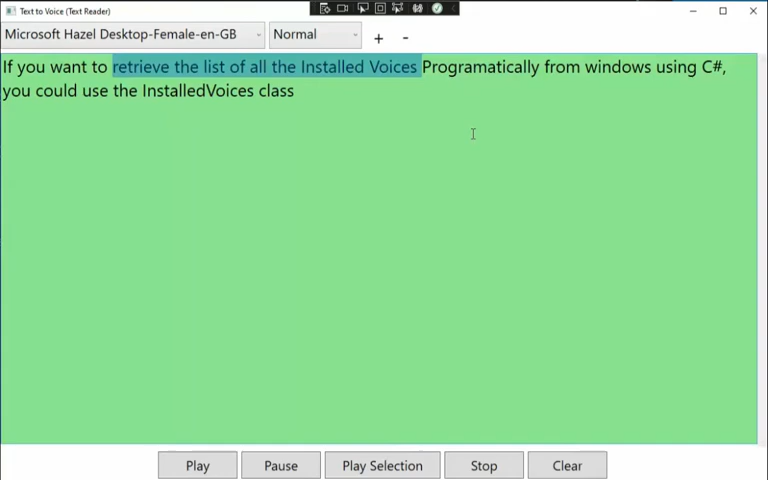 Text to Voice (Text Reader)
Microsoft Hazel Desktop-Female-en-GB Normal + -
If you want to retrieve the list of all the Installed Voices Programatically from windows using C#,
you could use the InstalledVoices class
Play Pause Play Selection Stop Clear